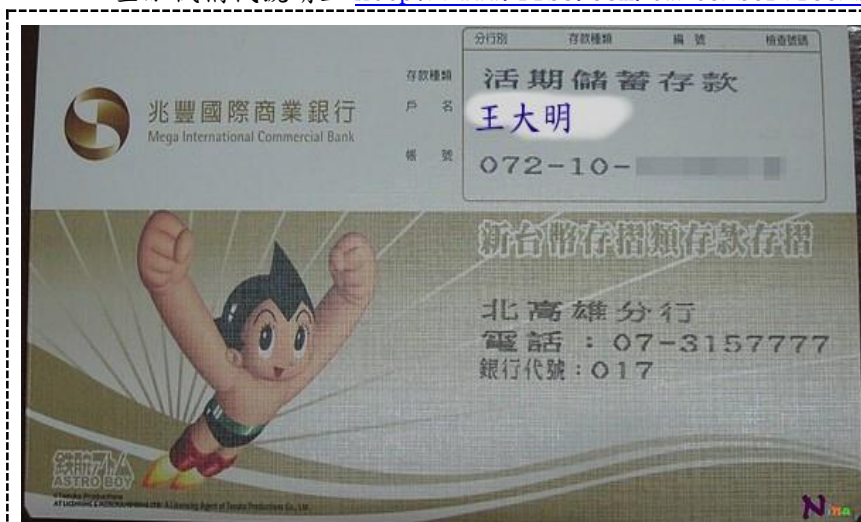 分行別 存款種類 編號 檢查號碼
存款種類 活期儲蓄存款
戶名 王大明
帳號 072-10-
兆豐國際商業銀行
Mega International Commercial Bank
新台幣存摺類存款存摺
北高雄分行
電話：07-3157777
銀行代號：017
ASTRO BOY
©Tezuka Productions
Nina